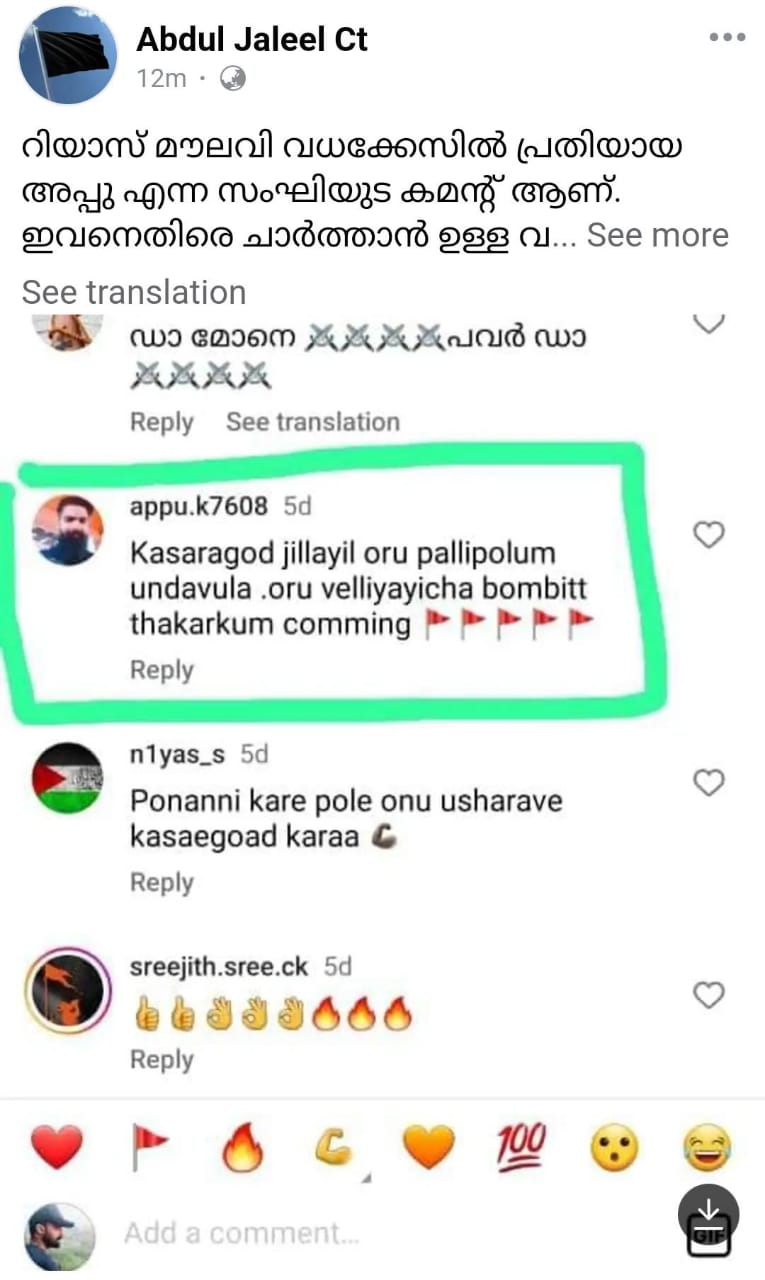 Abdul Jaleel Ct
12m ·
റിയാസ് മൗലവി വധക്കേസിൽ പ്രതിയായ
അപ്പു എന്ന സംഘിയുട കമന്റ് ആണ്.
ഇവനെതിരെ ചാർത്താൻ ഉള്ള വ... See more
See translation
ഡാ മോനെ ⚔⚔⚔⚔പവർ ഡാ
⚔⚔⚔⚔
Reply See translation
appu.k7608 5d
Kasaragod jillayil oru pallipolum
undavula .oru velliyayicha bombitt
thakarkum comming 🚩🚩🚩🚩🚩
Reply
n1yas_s 5d
Ponanni kare pole onu usharave
kasaegoad karaa 💪🏿
Reply
sreejith.sree.ck 5d
👍👍👌👌👌🔥🔥🔥
Reply
❤️ 🚩 🔥 💪 🧡 💯 😮 😂
Add a comment...
GIF